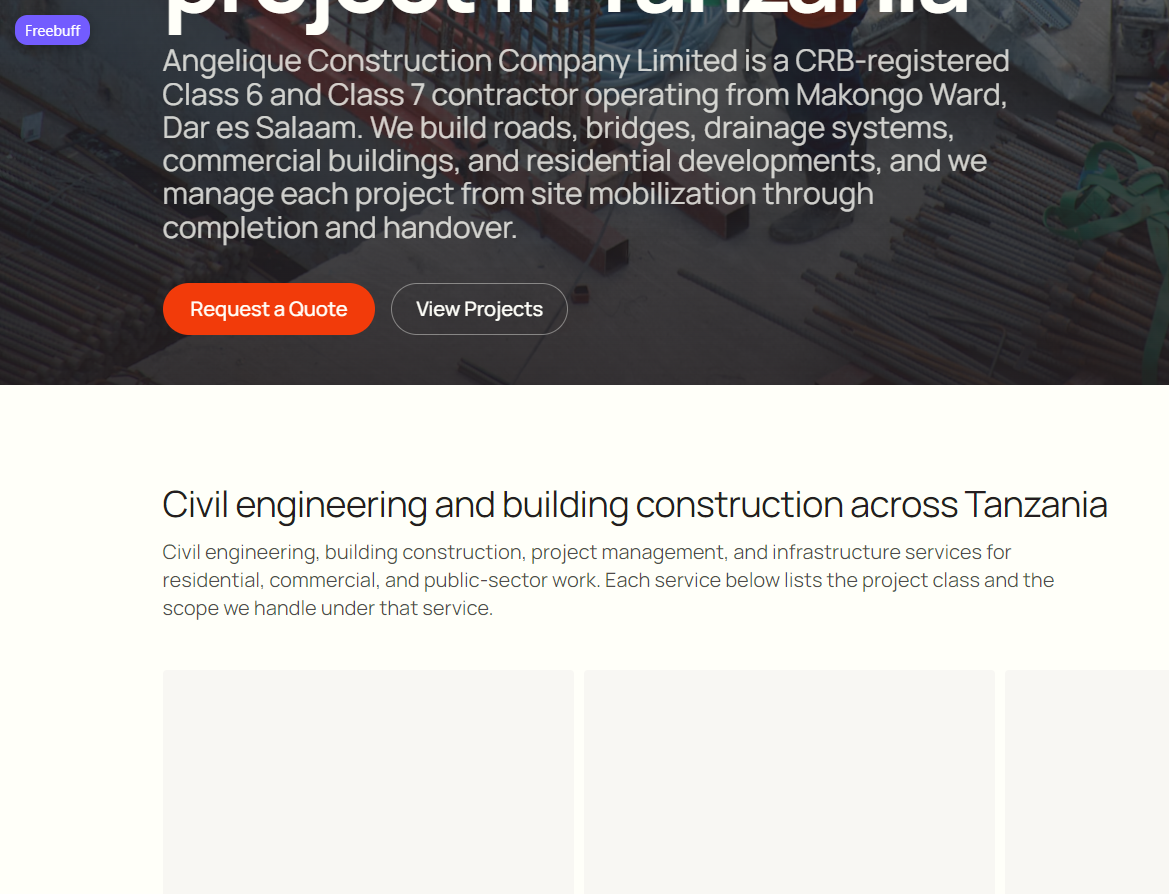 project in Tanzania
Freebuff
Angelique Construction Company Limited is a CRB-registered
Class 6 and Class 7 contractor operating from Makongo Ward,
Dar es Salaam. We build roads, bridges, drainage systems,
commercial buildings, and residential developments, and we
manage each project from site mobilization through
completion and handover.
Request a Quote
View Projects
Civil engineering and building construction across Tanzania
Civil engineering, building construction, project management, and infrastructure services for
residential, commercial, and public-sector work. Each service below lists the project class and the
scope we handle under that service.